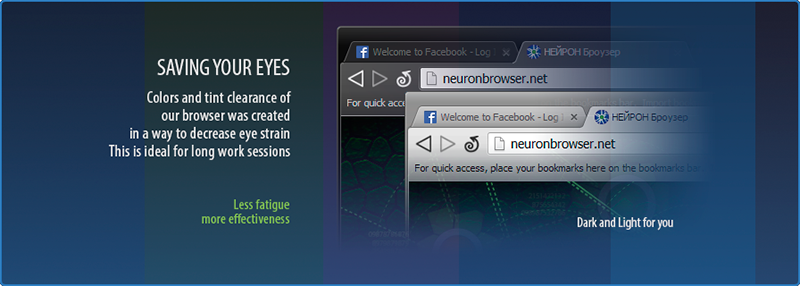 SAVING YOUR EYES
Colors and tint clearance of
our browser was created
in a way to decrease eye strain
This is ideal for long work sessions
Less fatigue
more effectiveness
Welcome to Facebook - Log
НЕЙРОН Броузер
neuronbrowser.net
For quick acce
Welcome to Facebook - Log
НЕЙРОН Броузер
neuronbrowser.net
For quick access, place your bookmarks here on the bookmarks ba
Dark and Light for you